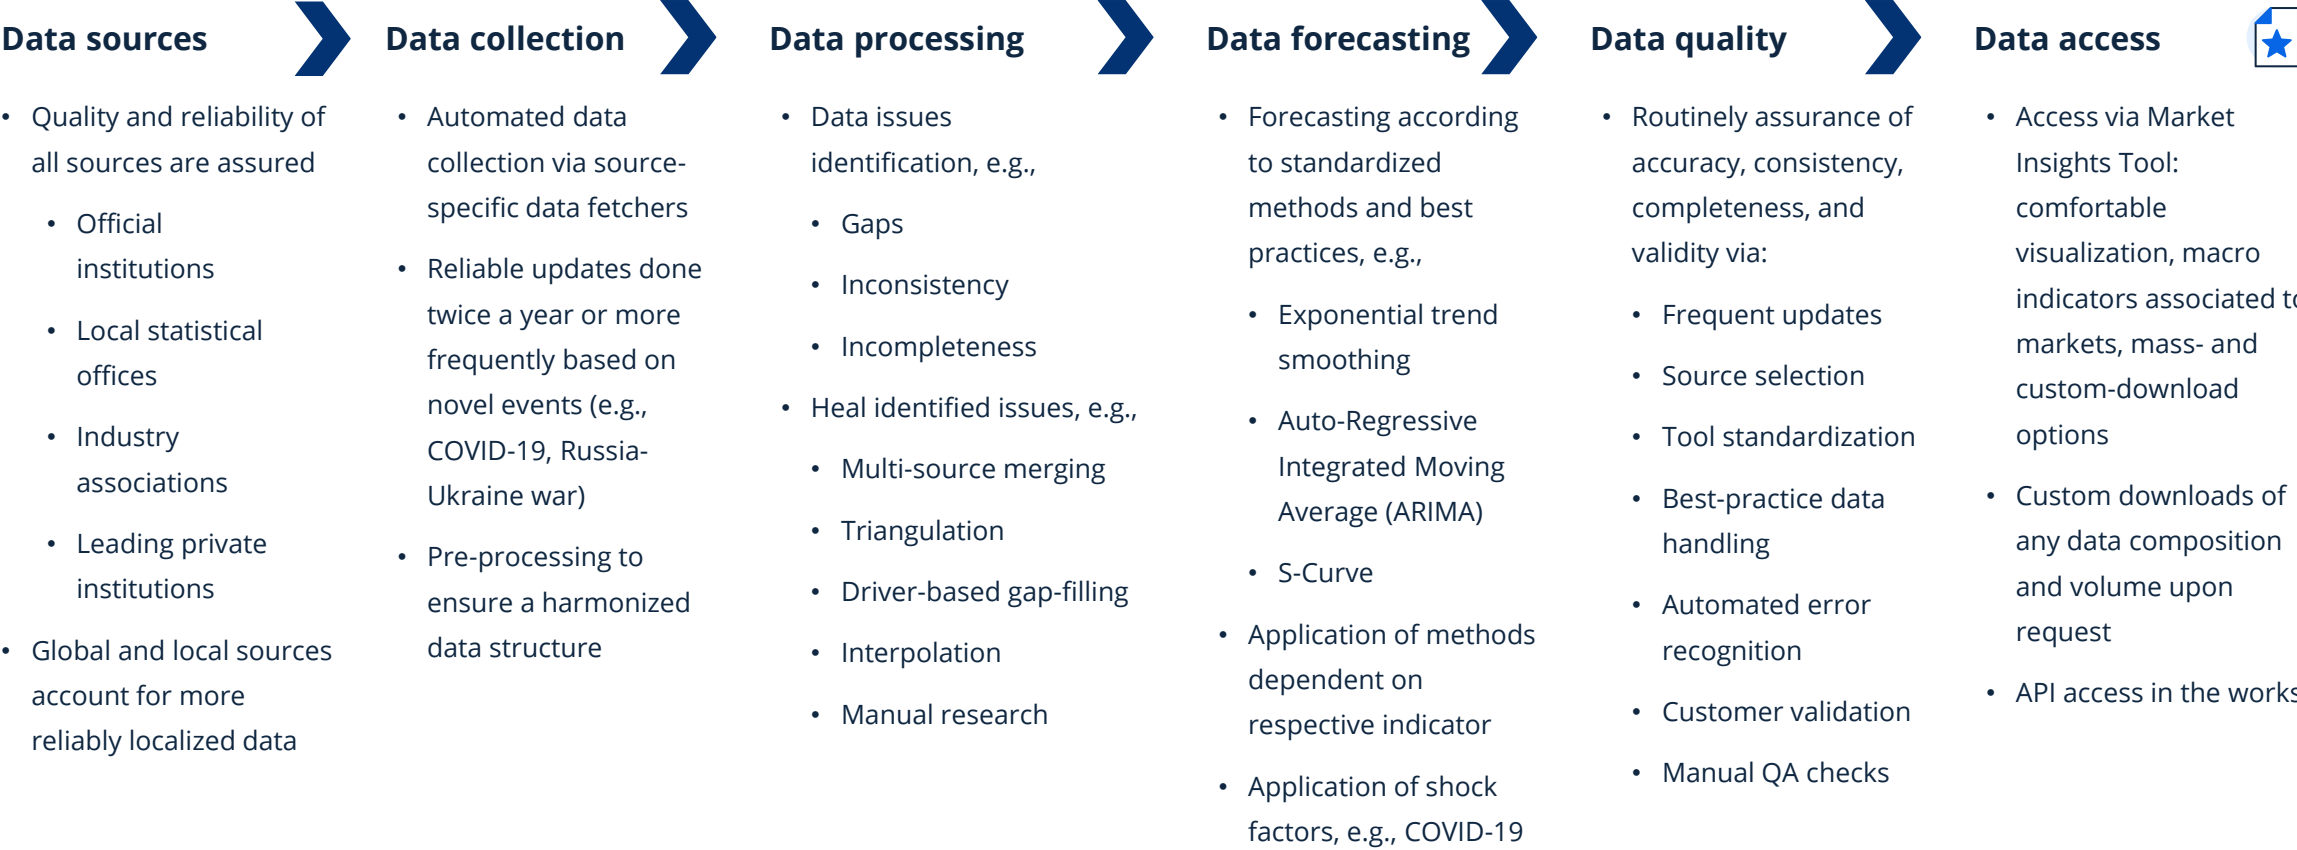 Data sources
Quality and reliability of
all sources are assured
Official
institutions
Local statistical
offices
Industry
associations
Leading private
institutions
Global and local sources
account for more
reliably localized data
Data collection
Automated data
collection via source-
specific data fetchers
Reliable updates done
twice a year or more
frequently based on
novel events (e.g.,
COVID-19, Russia-
Ukraine war)
Pre-processing to
ensure a harmonized
data structure
Data processing
Data issues
identification, e.g.,
Gaps
Inconsistency
Incompleteness
Heal identified issues, e.g.,
Multi-source merging
Triangulation
Driver-based gap-filling
Interpolation
Manual research
Data forecasting
Forecasting according
to standardized
methods and best
practices, e.g.,
Exponential trend
smoothing
Auto-Regressive
Integrated Moving
Average (ARIMA)
S-Curve
Application of methods
dependent on
respective indicator
Application of shock
factors, e.g., COVID-19
Data quality
Routinely assurance of
accuracy, consistency,
completeness, and
validity via:
Frequent updates
Source selection
Tool standardization
Best-practice data
handling
Automated error
recognition
Customer validation
Manual QA checks
Data access
Access via Market
Insights Tool:
comfortable
visualization, macro
indicators associated to
markets, mass- and
custom-download
options
Custom downloads of
any data composition
and volume upon
request
API access in the works